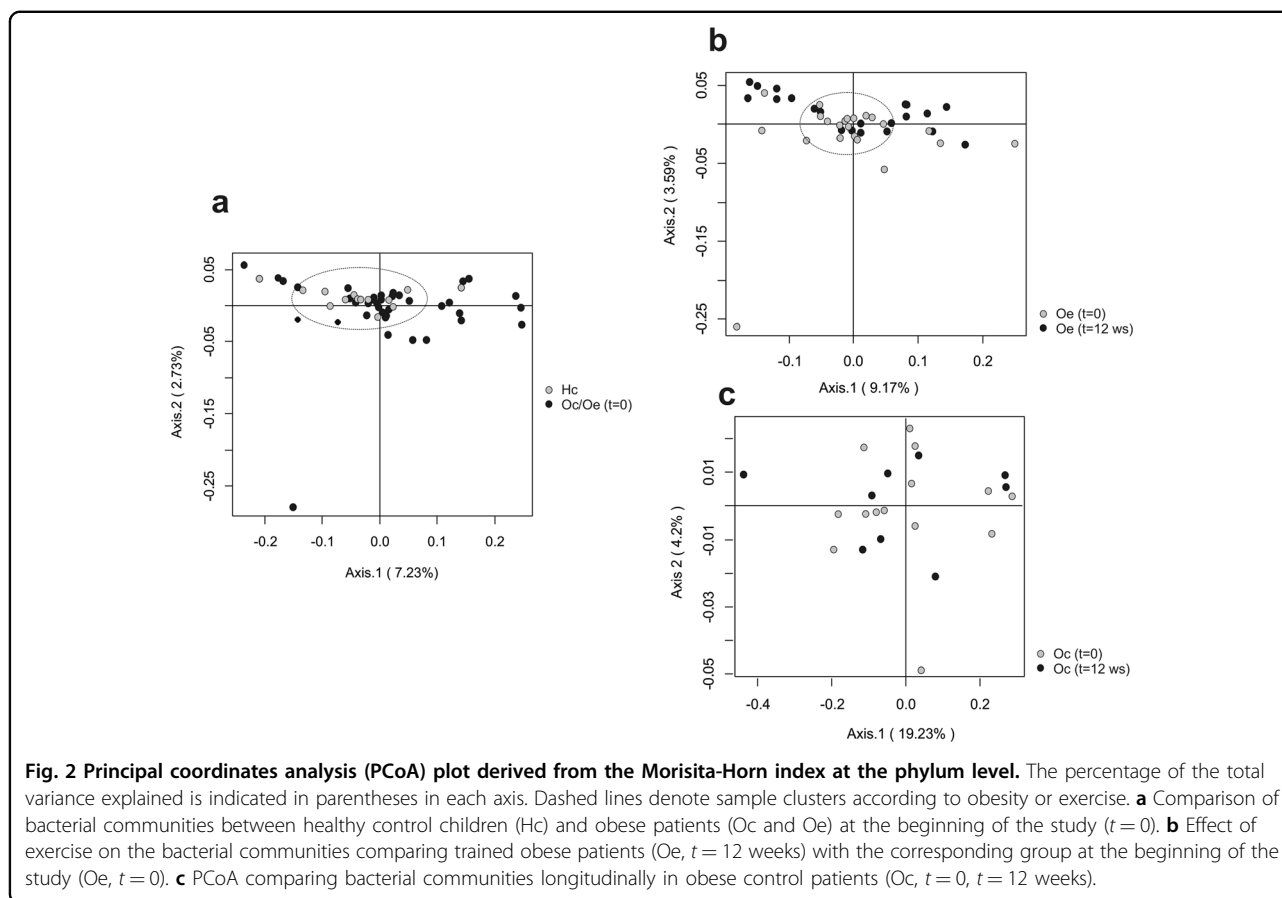 a
0.05
-0.05
-0.15
-0.25
Axis.2 ( 2.73%)
-0.2
-0.1
0.0
0.1
0.2
Axis.1 ( 7.23%)
Hc
Oc/Oe (t=0)
b
0.05
-0.05
-0.15
-0.25
Axis.2 ( 3.59%)
-0.1
0.0
0.1
0.2
Axis.1 ( 9.17%)
Oe (t=0)
Oe (t=12 ws)
c
0.01
-0.01
-0.03
-0.05
Axis 2 ( 4.2%)
-0.4
-0.2
0.0
0.2
Axis.1 ( 19.23%)
Oc (t=0)
Oc (t=12 ws)
Fig. 2 Principal coordinates analysis (PCoA) plot derived from the Morisita-Horn index at the phylum level. The percentage of the total
variance explained is indicated in parentheses in each axis. Dashed lines denote sample clusters according to obesity or exercise. a Comparison of
bacterial communities between healthy control children (Hc) and obese patients (Oc and Oe) at the beginning of the study (t = 0). b Effect of
exercise on the bacterial communities comparing trained obese patients (Oe, t = 12 weeks) with the corresponding group at the beginning of the
study (Oe, t = 0). c PCoA comparing bacterial communities longitudinally in obese control patients (Oc, t = 0, t = 12 weeks).